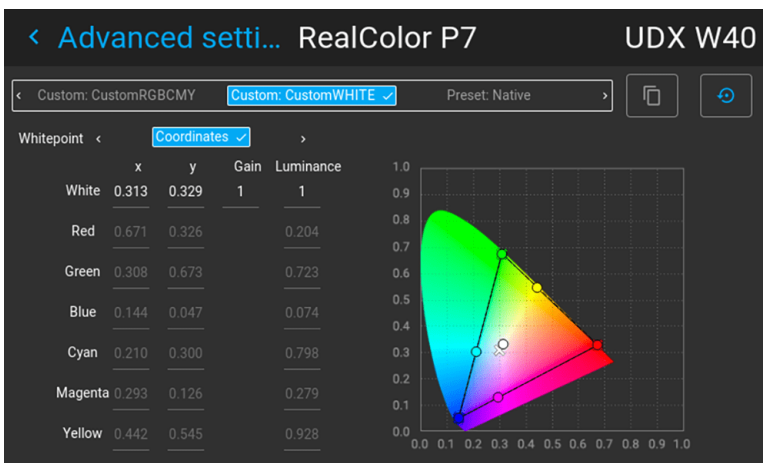 < Advanced setti... RealColor P7 UDX W40
< Custom: CustomRGBCMY Custom: CustomWHITE ✓ Preset: Native >
Whitepoint < Coordinates ✓ >
x y Gain Luminance
White 0.313 0.329 1 1
Red 0.671 0.326 0.204
Green 0.308 0.673 0.723
Blue 0.144 0.047 0.074
Cyan 0.210 0.300 0.798
Magenta 0.293 0.126 0.279
Yellow 0.442 0.545 0.928
1.0
0.9
0.8
0.7
0.6
0.5
0.4
0.3
0.2
0.1
0.0
0.0 0.1 0.2 0.3 0.4 0.5 0.6 0.7 0.8 0.9 1.0